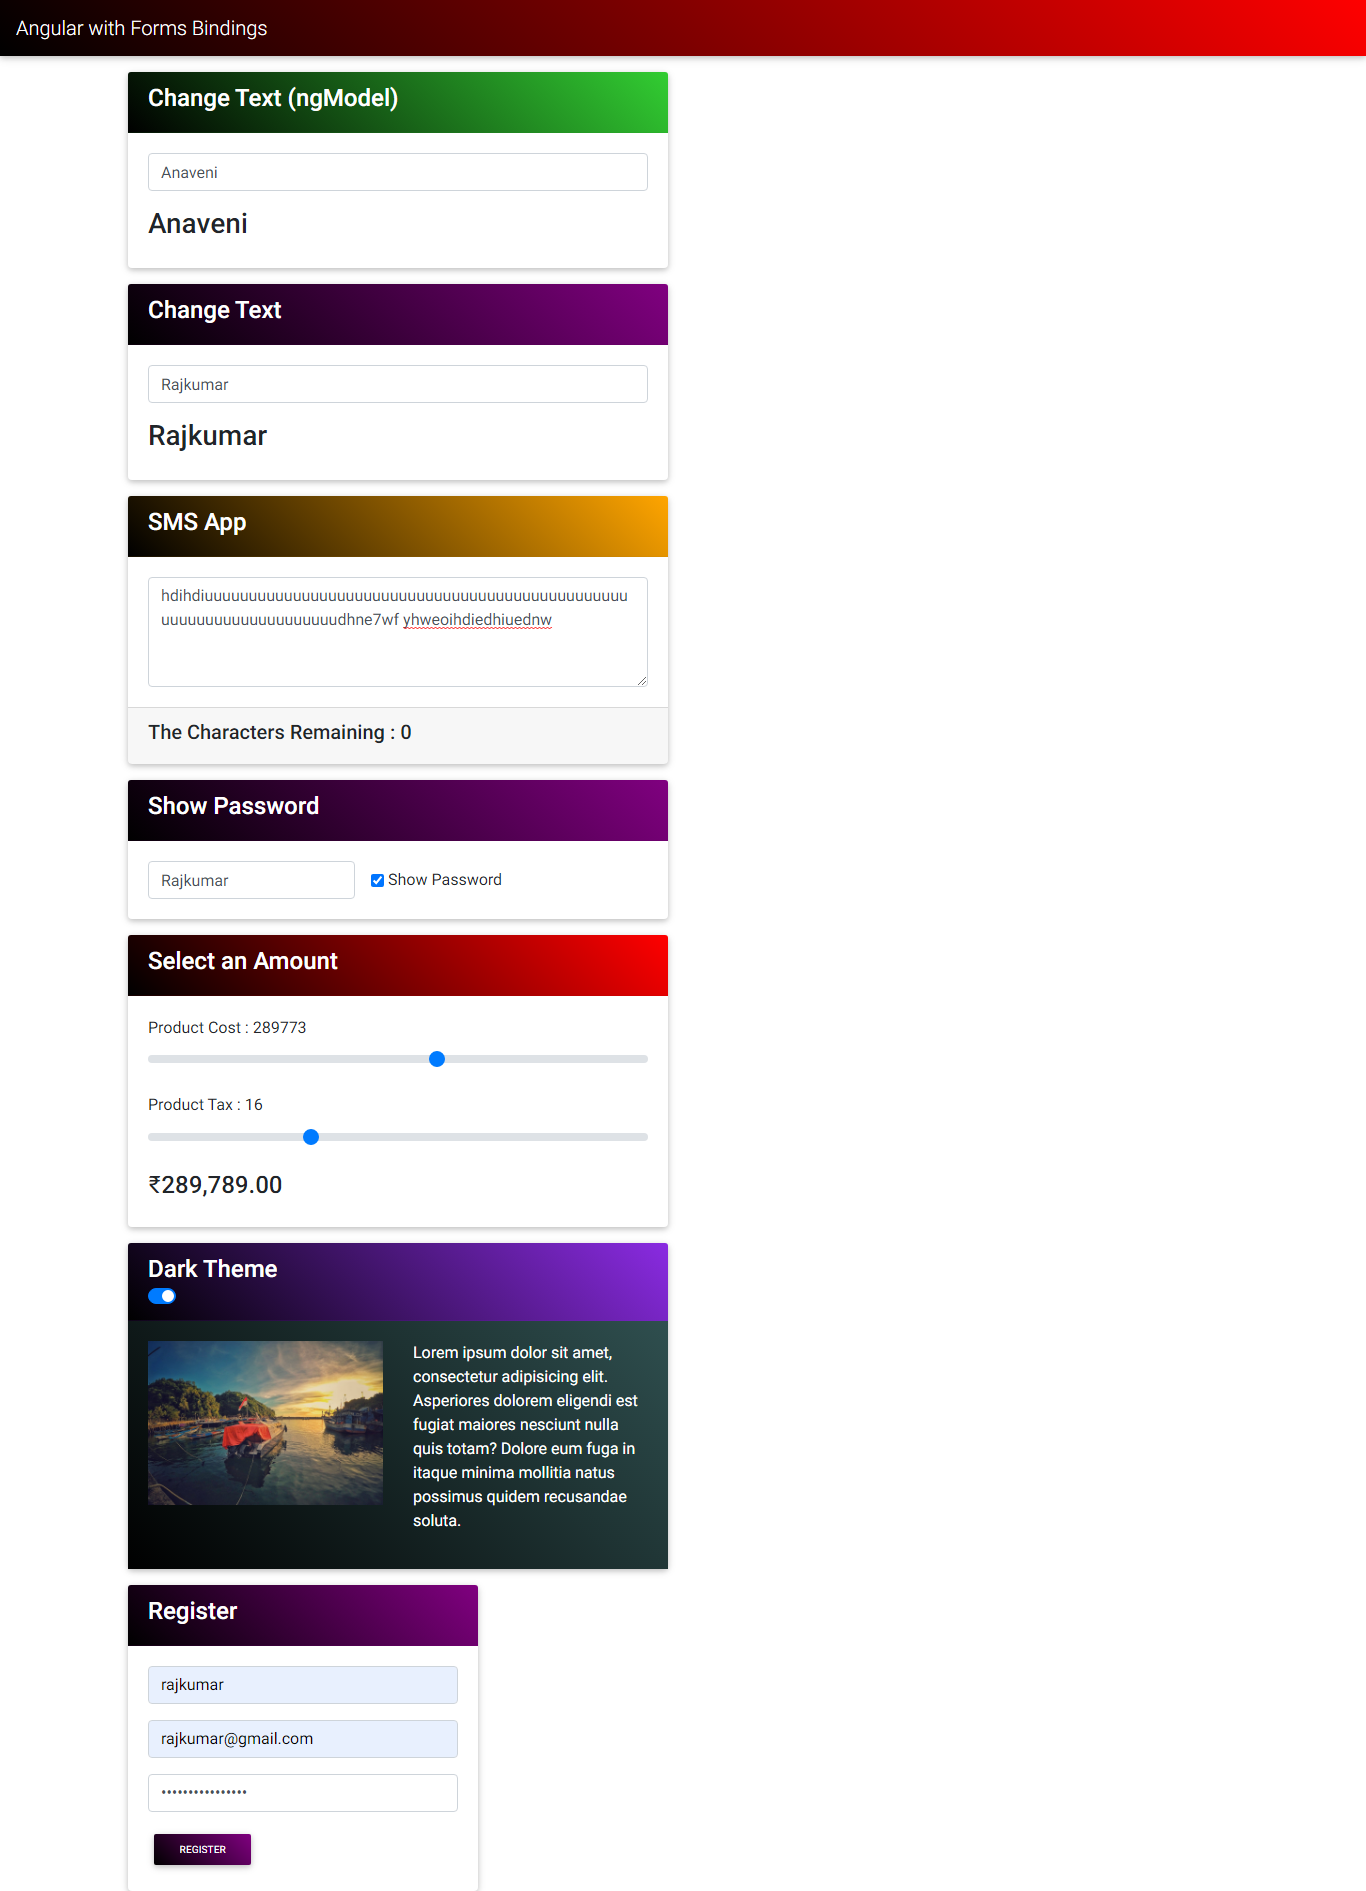 Angular with Forms Bindings
Change Text (ngModel)
Anaveni
Anaveni
Change Text
Rajkumar
Rajkumar
SMS App
yhweoihdiedhiuednw
The Characters Remaining : 0
Show Password
Rajkumar
Show Password
Select an Amount
Product Cost : 289773
Product Tax : 16
₹289,789.00
Dark Theme
Lorem ipsum dolor sit amet,
consectetur adipisicing elit.
Asperiores dolorem eligendi est
fugiat maiores nesciunt nulla
quis totam? Dolore eum fuga in
itaque minima mollitia natus
possimus quidem recusandae
soluta.
Register
rajkumar
rajkumar@gmail.com
REGISTER